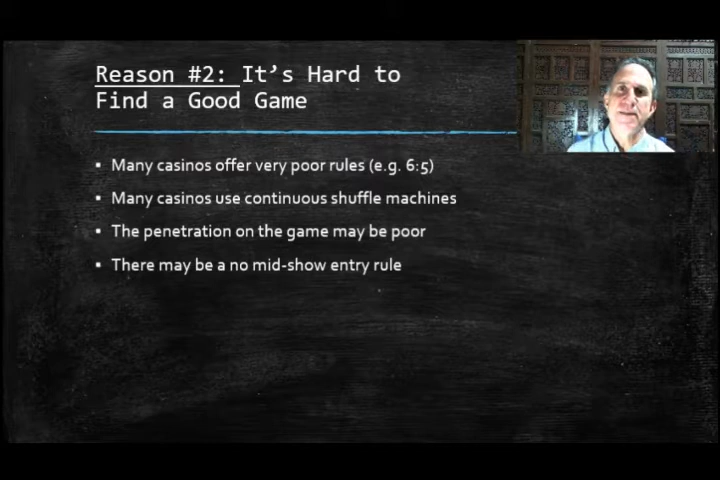 Reason #2: It's Hard to
Find a Good Game
▪ Many casinos offer very poor rules (e.g. 6:5)
▪ Many casinos use continuous shuffle machines
▪ The penetration on the game may be poor
▪ There may be a no mid-show entry rule